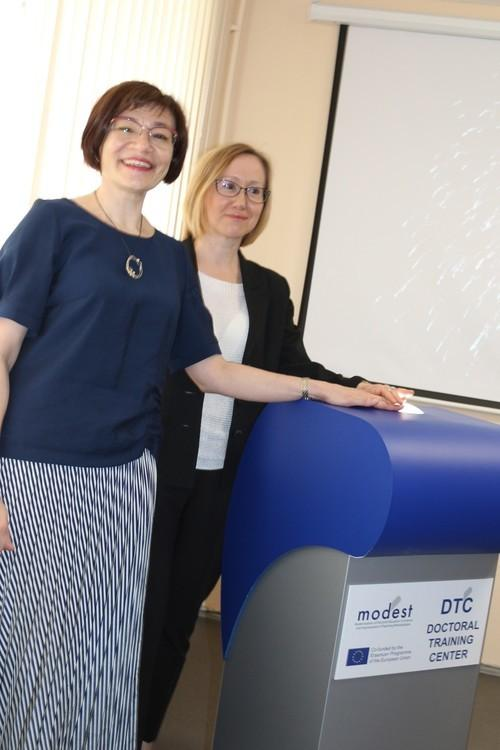 modest
Co-funded by the
Erasmus+ Programme
of the European Union
DTC
DOCTORAL
TRAINING
CENTER